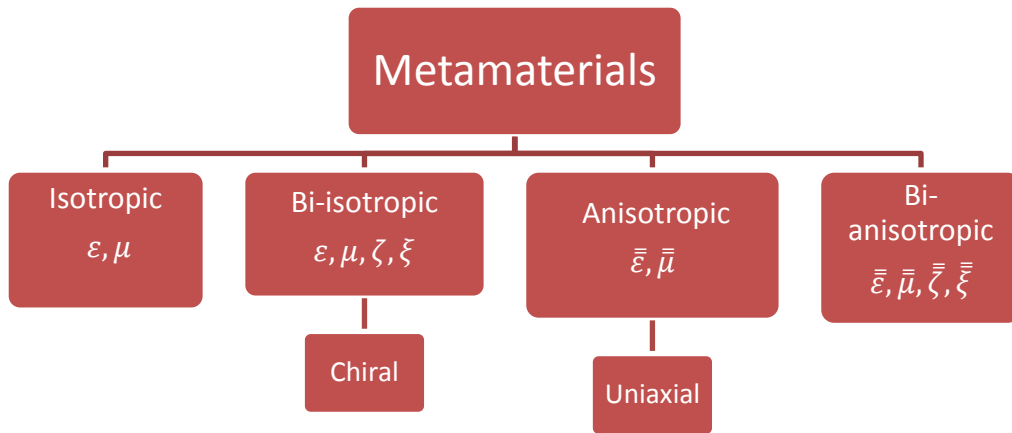 Metamaterials
Isotropic
ε, μ
Bi-isotropic
ε, μ, ζ, ξ
Anisotropic
ε̿, μ̿
Bi-
anisotropic
ε̿, μ̿, ζ̿, ξ̿
Chiral
Uniaxial